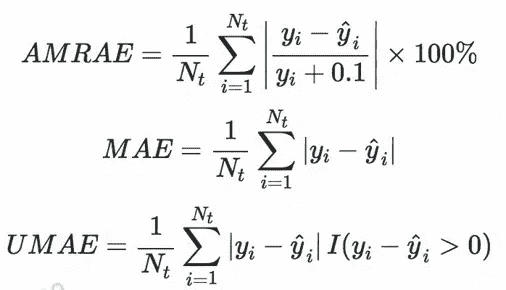 AMRAE = \frac{1}{N_t} \sum_{i=1}^{N_t} \left| \frac{y_i - \hat{y}_i}{y_i + 0.1} \right| \times 100\%
MAE = \frac{1}{N_t} \sum_{i=1}^{N_t} |y_i - \hat{y}_i|
UMAE = \frac{1}{N_t} \sum_{i=1}^{N_t} |y_i - \hat{y}_i| I(y_i - \hat{y}_i > 0)